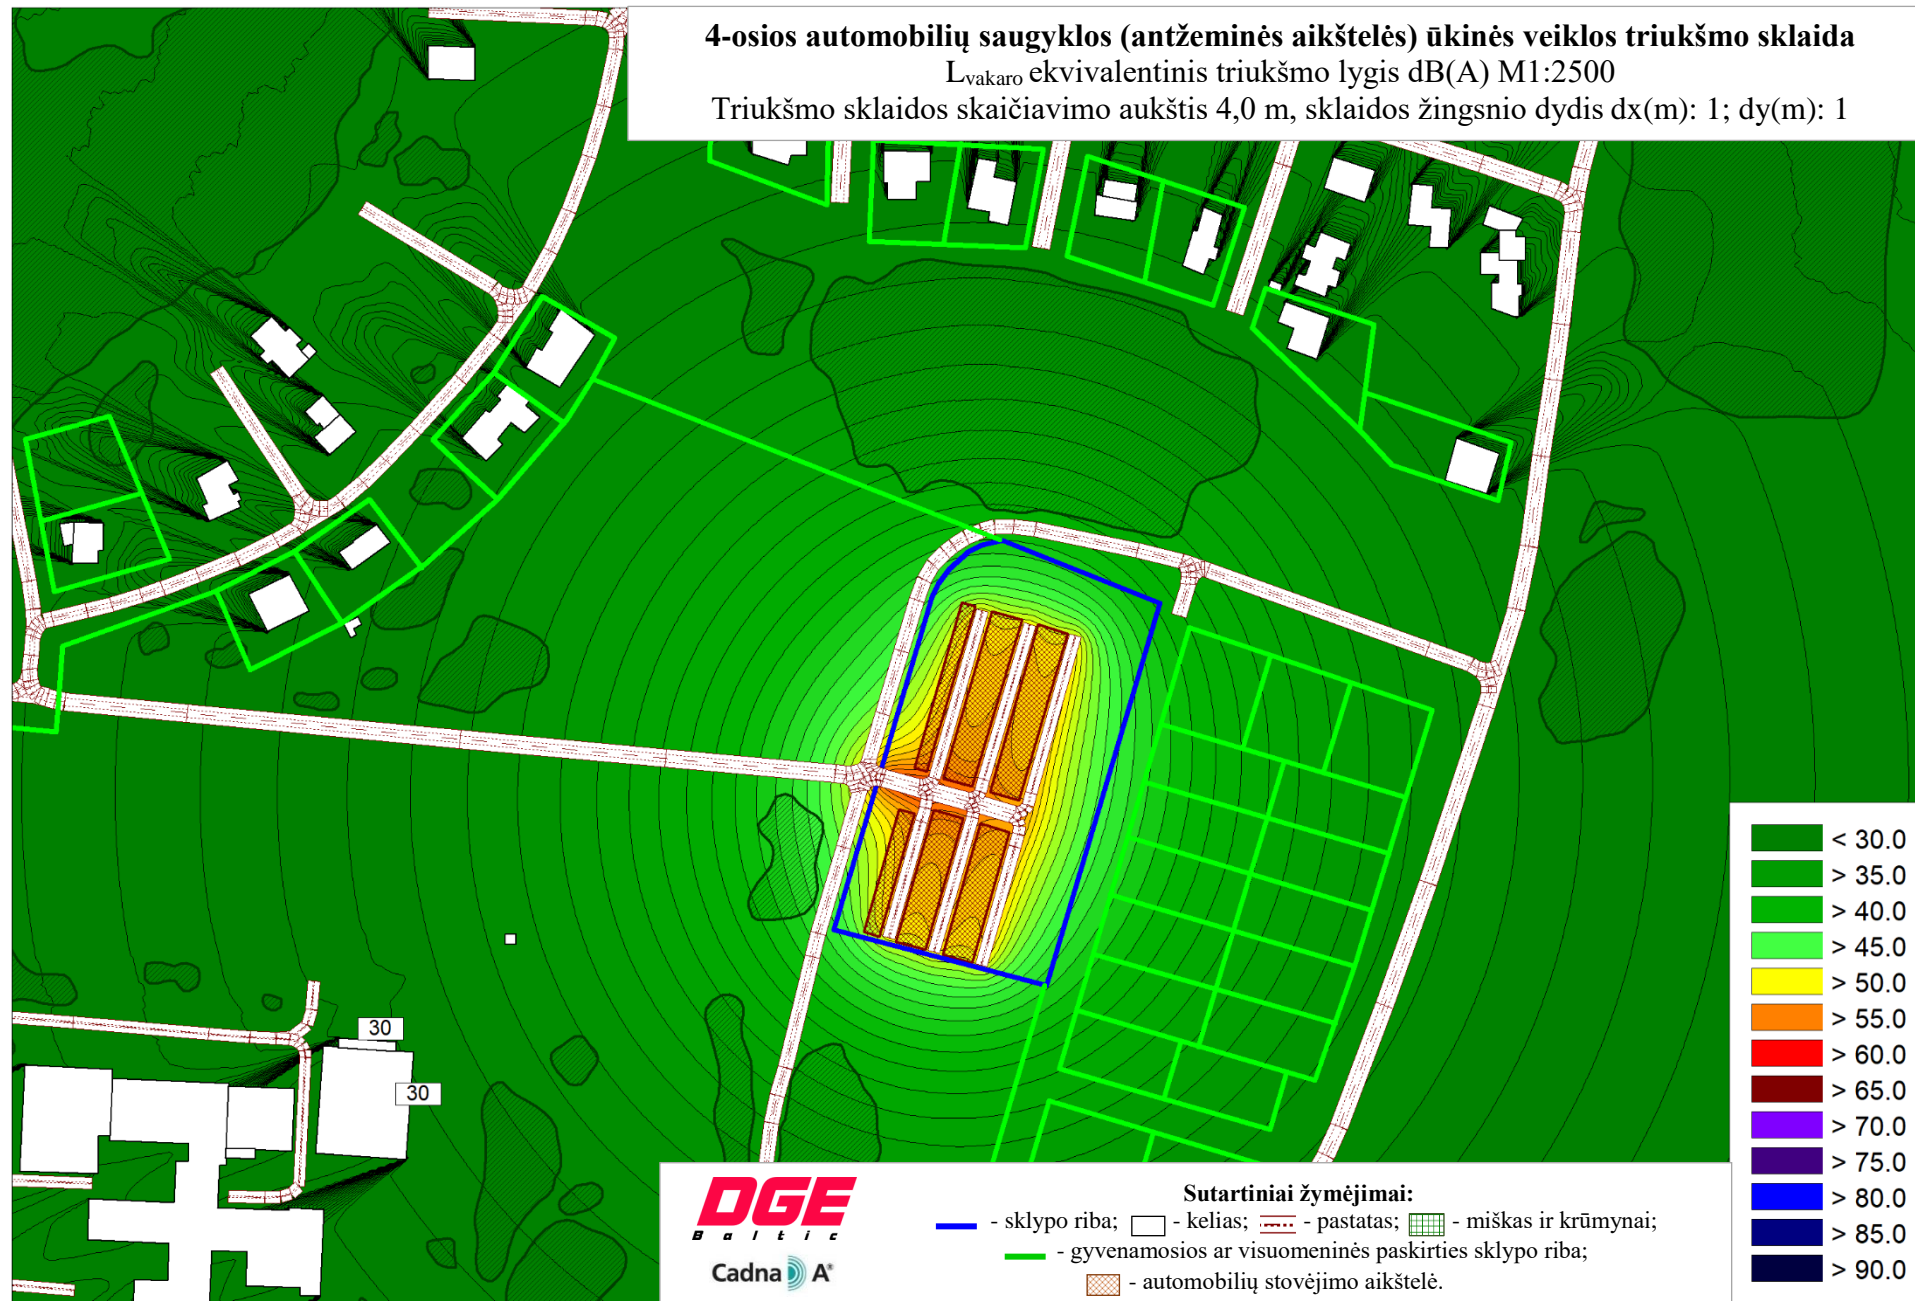 4-osios automobilių saugyklos (antžeminės aikštelės) ūkinės veiklos triukšmo sklaida
Lvakaro ekvivalentinis triukšmo lygis dB(A) M1:2500
Triukšmo sklaidos skaičiavimo aukštis 4,0 m, sklaidos žingsnio dydis dx(m): 1; dy(m): 1
< 30.0
> 35.0
> 40.0
> 45.0
> 50.0
> 55.0
> 60.0
> 65.0
> 70.0
> 75.0
> 80.0
> 85.0
> 90.0
30
30
DGE
Baltic
Cadna A®
Sutartiniai žymėjimai:
- sklypo riba; - kelias; - pastatas; - miškas ir krūmynai;
- gyvenamosios ar visuomeninės paskirties sklypo riba;
- automobilių stovėjimo aikštelė.